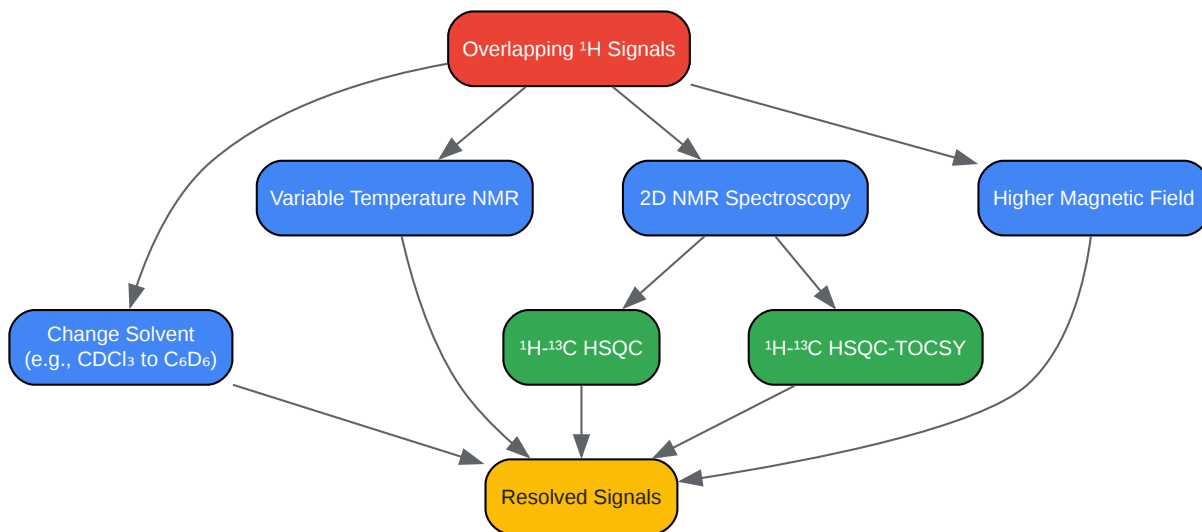 Overlapping ¹H Signals
Variable Temperature NMR
2D NMR Spectroscopy
Higher Magnetic Field
Change Solvent
(e.g., CDCl₃ to C₆D₆)
¹H-¹³C HSQC
¹H-¹³C HSQC-TOCSY
Resolved Signals